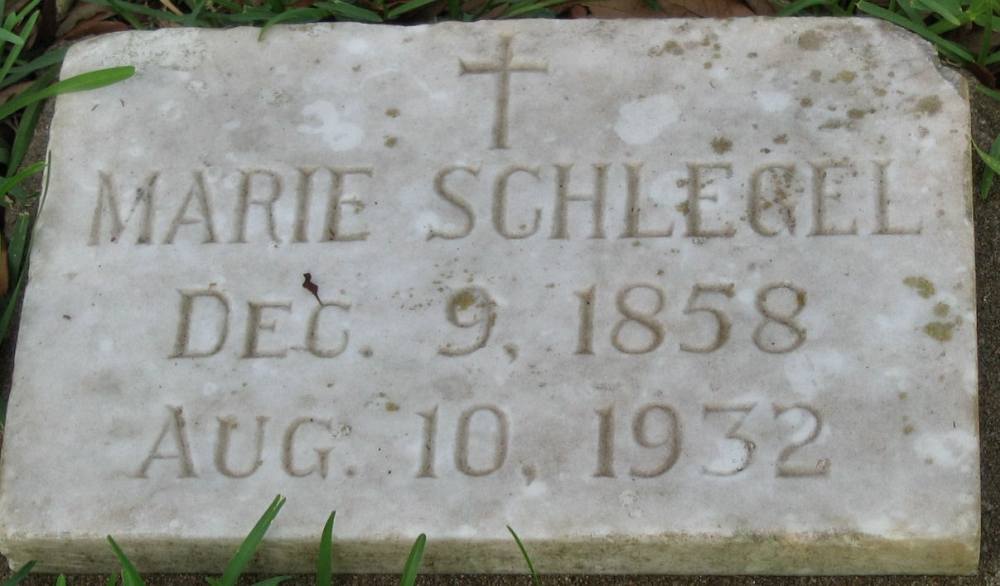 MARIE SCHLEGEL
DEC. 9, 1858
AUG. 10, 1932